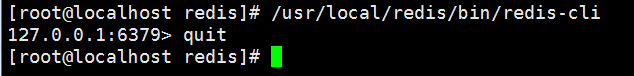 [root@localhost redis]# /usr/local/redis/bin/redis-cli
127.0.0.1:6379> quit
[root@localhost redis]#